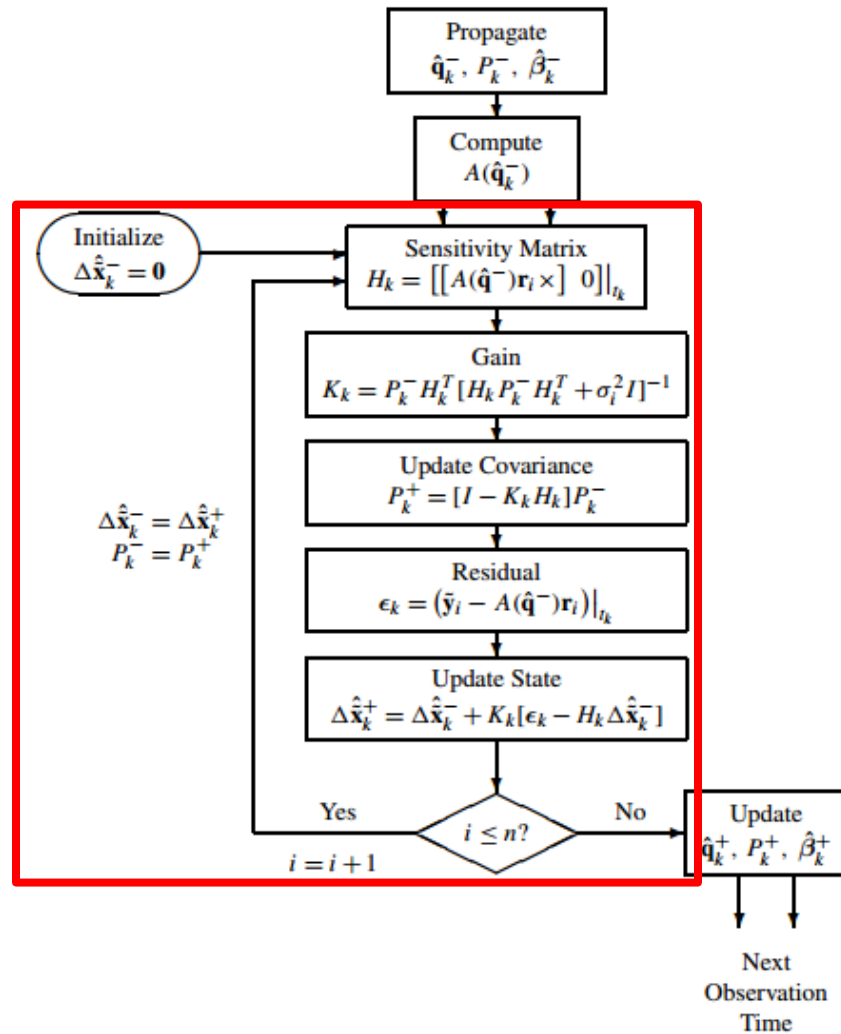 Propagate
q̂ₖ⁻, Pₖ⁻, β̂ₖ⁻
Compute
A(q̂ₖ⁻)
Initialize
Δx̃̂ₖ⁻ = 0
Sensitivity Matrix
Hₖ = [[A(q̂⁻)rᵢ ×] 0]|ₜₖ
Gain
Kₖ = Pₖ⁻Hₖᵀ[HₖPₖ⁻Hₖᵀ + σᵢ²I]⁻¹
Update Covariance
Pₖ⁺ = [I − KₖHₖ]Pₖ⁻
Δx̃̂ₖ⁻ = Δx̃̂ₖ⁺
Pₖ⁻ = Pₖ⁺
Residual
ϵₖ = (ỹᵢ − A(q̂⁻)rᵢ)|ₜₖ
Update State
Δx̃̂ₖ⁺ = Δx̃̂ₖ⁻ + Kₖ[ϵₖ − HₖΔx̃̂ₖ⁻]
Yes
i ≤ n?
No
i = i + 1
Update
q̂ₖ⁺, Pₖ⁺, β̂ₖ⁺
Next
Observation
Time